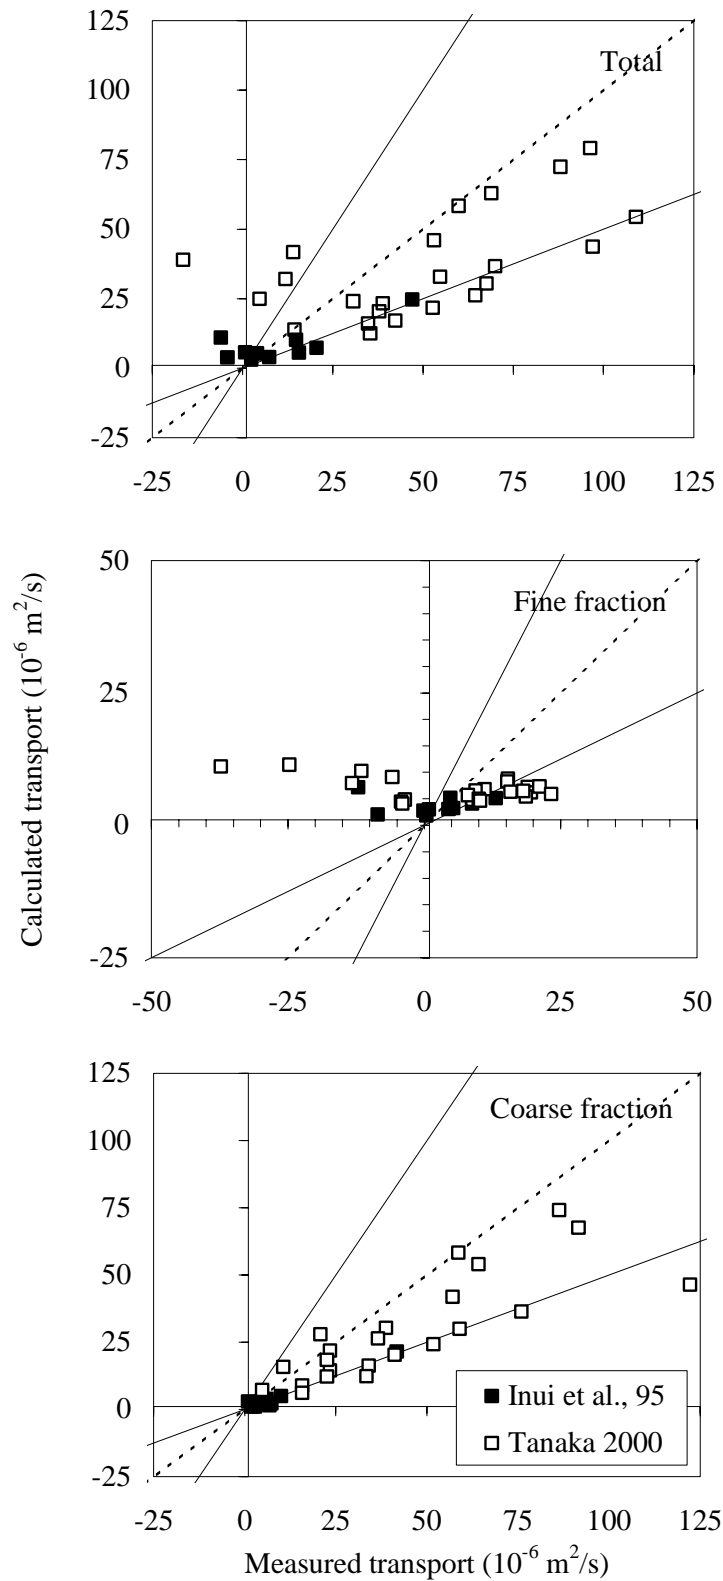 125
Total
100
75
50
25
0
-25
-25 0 25 50 75 100 125
Calculated transport (10⁻⁶ m²/s)
50
Fine fraction
25
0
-25
-50 -25 0 25 50
125
Coarse fraction
100
75
50
25
0
-25
Inui et al., 95
Tanaka 2000
-25 0 25 50 75 100 125
Measured transport (10⁻⁶ m²/s)